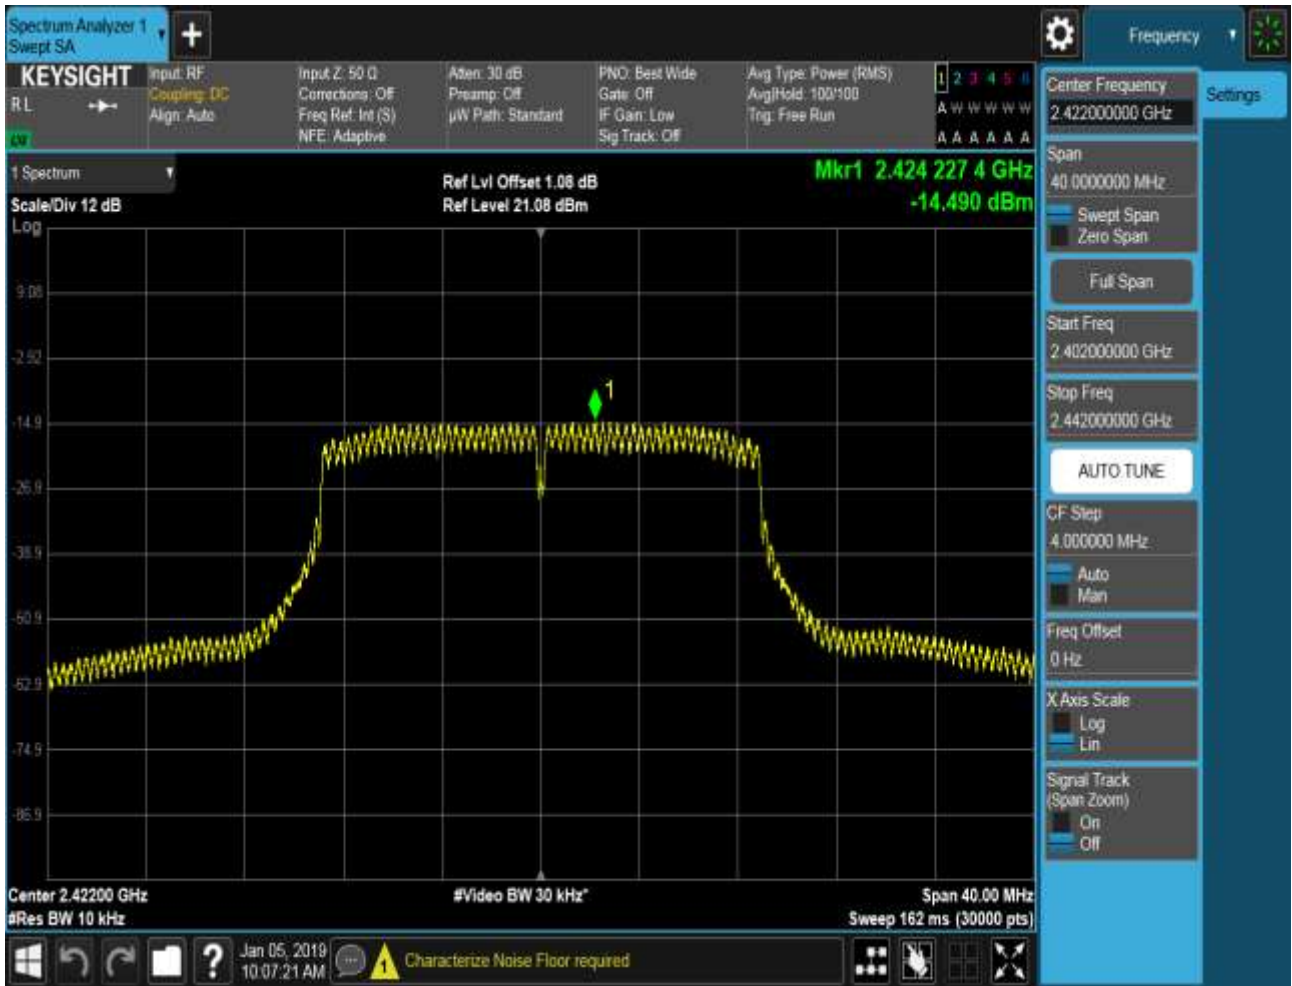 Spectrum Analyzer 1
Swept SA
+
Frequency
KEYSIGHT
RL
Input: RF
Coupling: DC
Align: Auto
Input Z: 50 Ω
Corrections: Off
Freq Ref: Int (S)
NFE: Adaptive
Atten: 30 dB
Preamp: Off
µW Path: Standard
PNO: Best Wide
Gate: Off
IF Gain: Low
Sig Track: Off
Avg Type: Power (RMS)
Avg|Hold: 100/100
Trig: Free Run
1 2 3 4 5 6
A W W W W W
A A A A A A
1 Spectrum
Scale/Div 12 dB
Log
Ref Lvl Offset 1.08 dB
Ref Level 21.08 dBm
Mkr1 2.424 227 4 GHz
-14.490 dBm
9.08
-2.92
-14.9
-26.9
-38.9
-50.9
-62.9
-74.9
-86.9
1
Center 2.42200 GHz
#Res BW 10 kHz
#Video BW 30 kHz*
Span 40.00 MHz
Sweep 162 ms (30000 pts)
Center Frequency
2.422000000 GHz
Settings
Span
40.0000000 MHz
Swept Span
Zero Span
Full Span
Start Freq
2.402000000 GHz
Stop Freq
2.442000000 GHz
AUTO TUNE
CF Step
4.000000 MHz
Auto
Man
Freq Offset
0 Hz
X Axis Scale
Log
Lin
Signal Track
(Span Zoom)
On
Off
?
Jan 05, 2019
10:07:21 AM
1
Characterize Noise Floor required